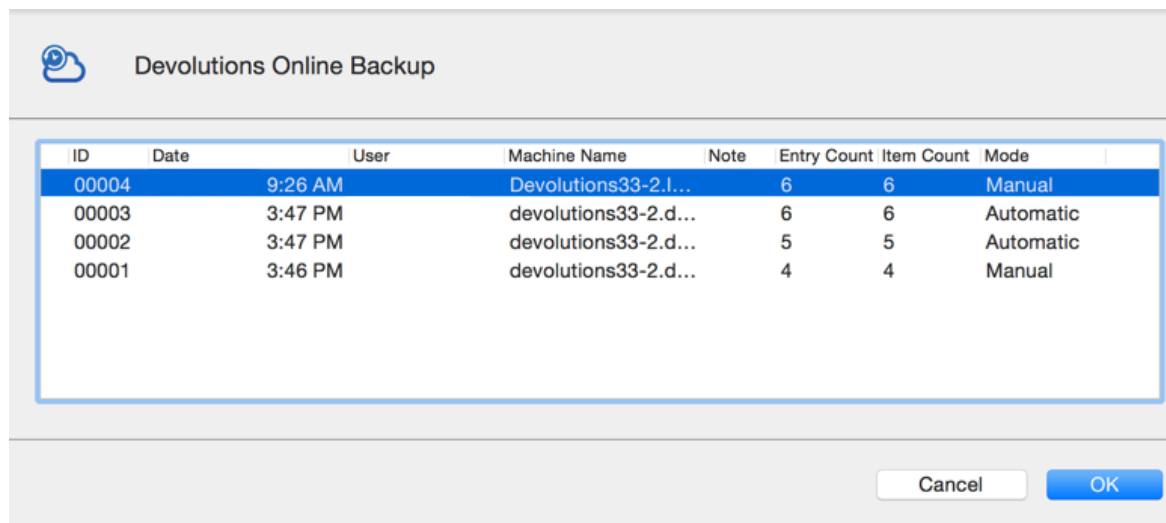 Devolutions Online Backup
ID Date User Machine Name Note Entry Count Item Count Mode
00004 9:26 AM Devolutions33-2.l... 6 6 Manual
00003 3:47 PM devolutions33-2.d... 6 6 Automatic
00002 3:47 PM devolutions33-2.d... 5 5 Automatic
00001 3:46 PM devolutions33-2.d... 4 4 Manual
Cancel OK